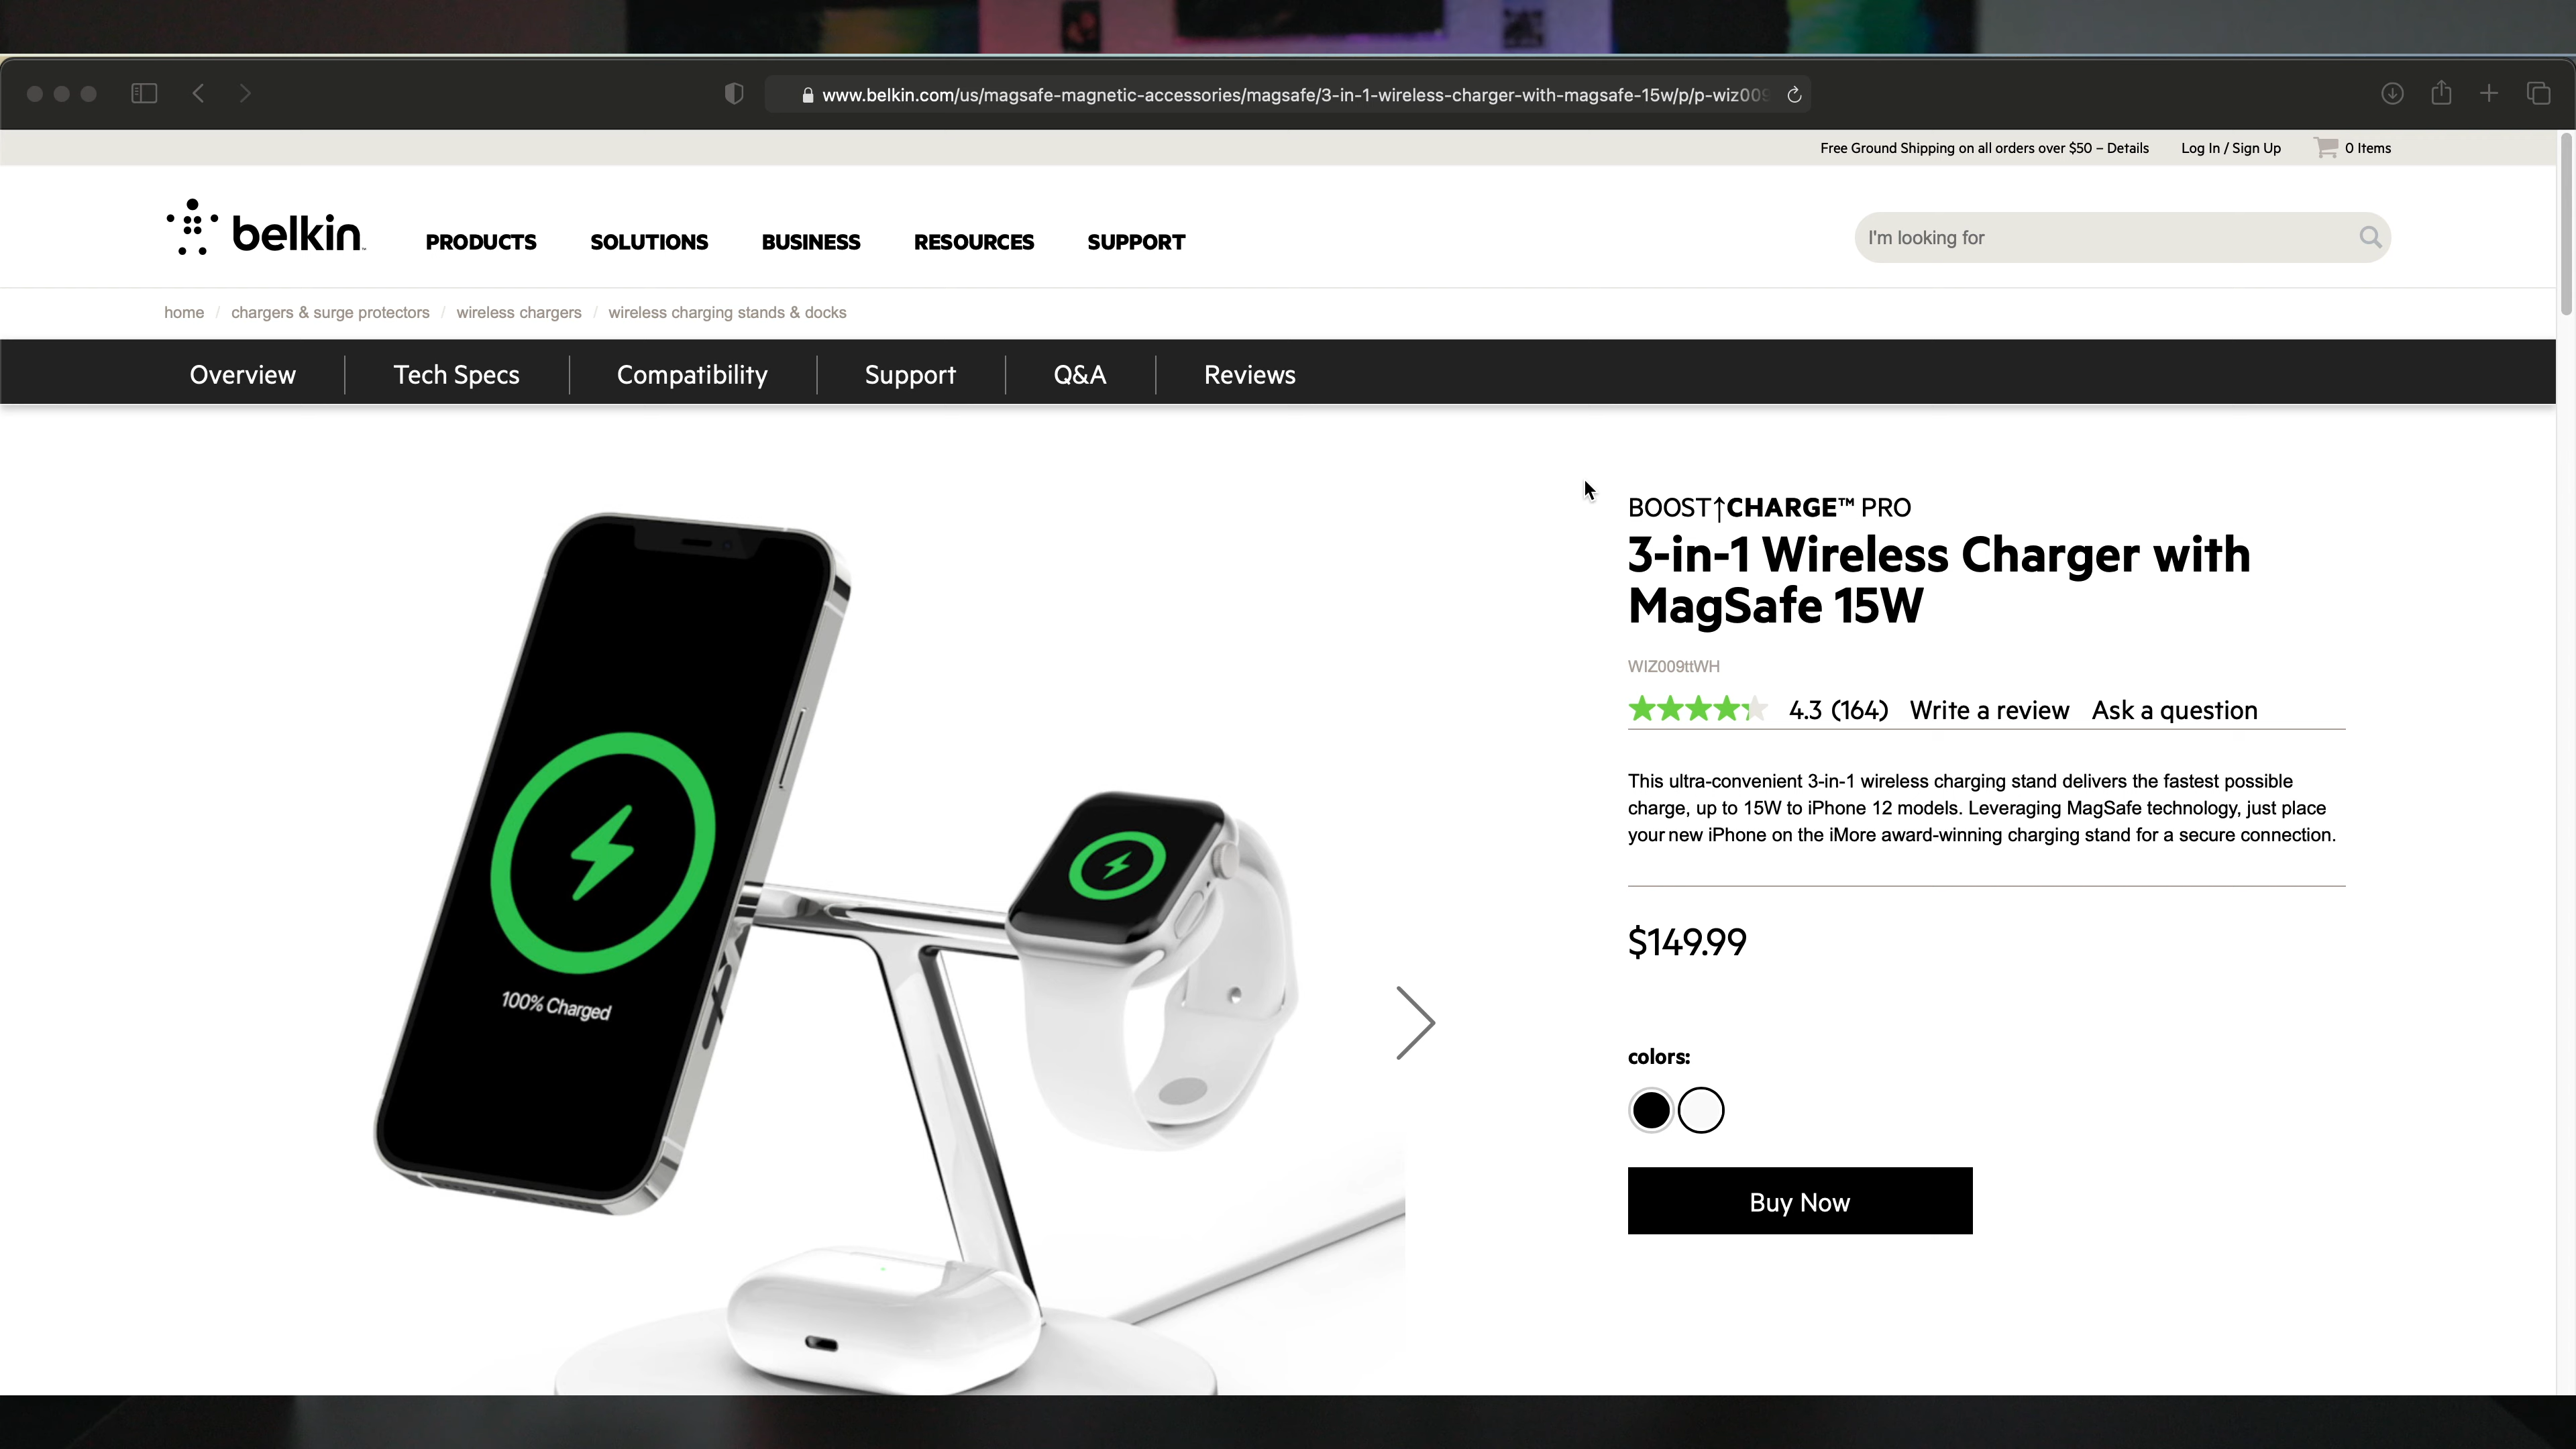 www.belkin.com/us/magsafe-magnetic-accessories/magsafe/3-in-1-wireless-charger-with-magsafe-15w/p/p-wiz009
Free Ground Shipping on all orders over $50 – Details Log In / Sign Up 0 Items
belkin PRODUCTS SOLUTIONS BUSINESS RESOURCES SUPPORT I'm looking for
home / chargers & surge protectors / wireless chargers / wireless charging stands & docks
Overview Tech Specs Compatibility Support Q&A Reviews
BOOST↑CHARGE™ PRO
3-in-1 Wireless Charger with
MagSafe 15W
WIZ009ttWH
4.3 (164) Write a review Ask a question
This ultra-convenient 3-in-1 wireless charging stand delivers the fastest possible
charge, up to 15W to iPhone 12 models. Leveraging MagSafe technology, just place
your new iPhone on the iMore award-winning charging stand for a secure connection.
$149.99
colors:
Buy Now
100% Charged